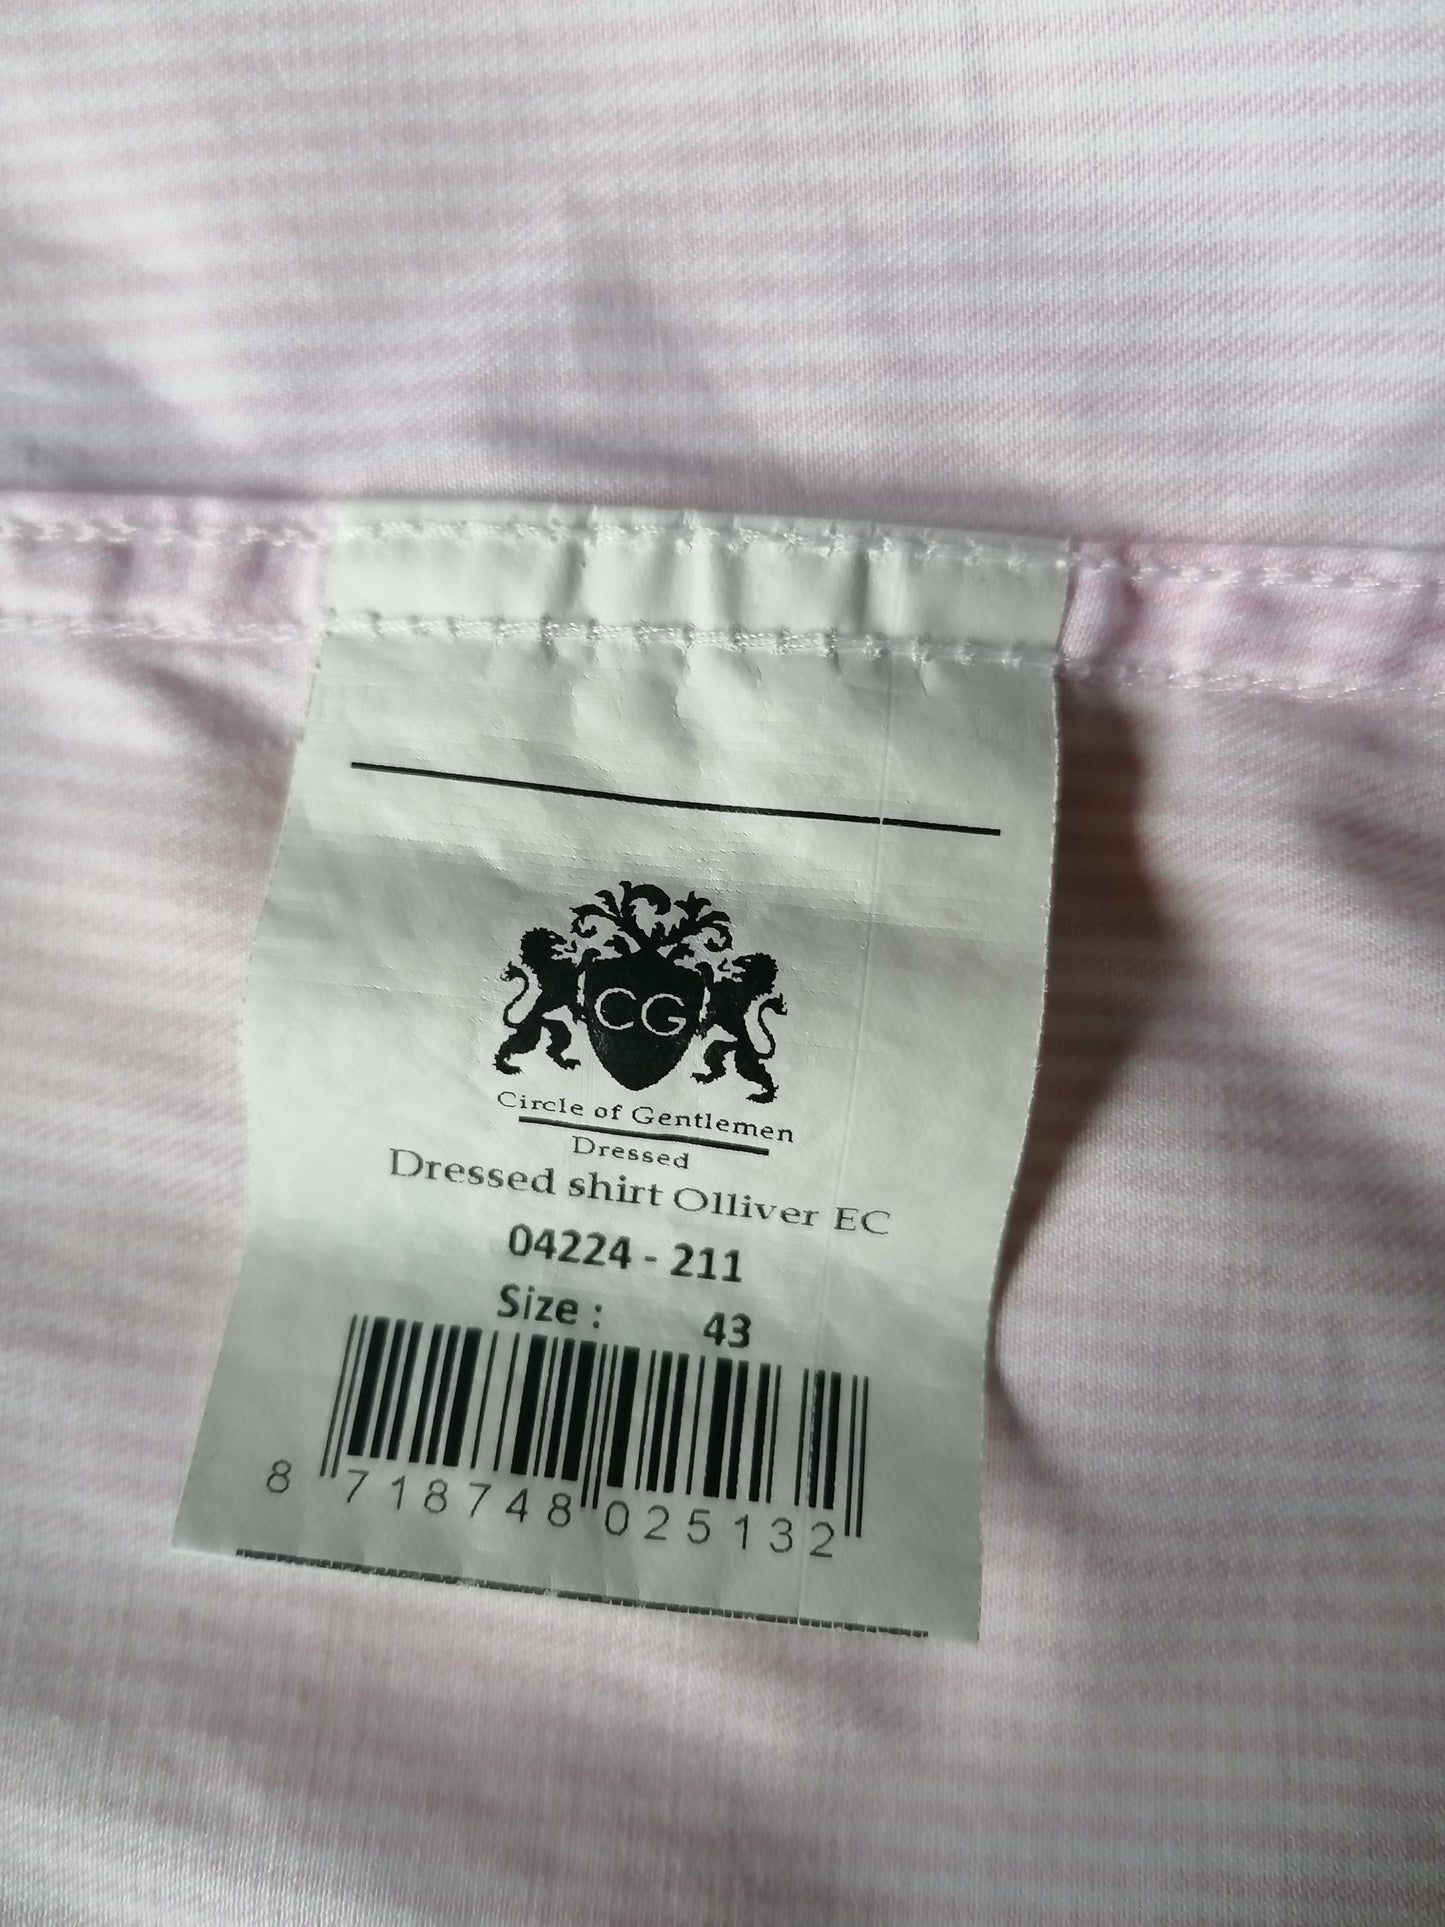 CG
Circle of Gentlemen
Dressed
Dressed shirt Olliver EC
04224 - 211
Size : 43
8 718748 025132